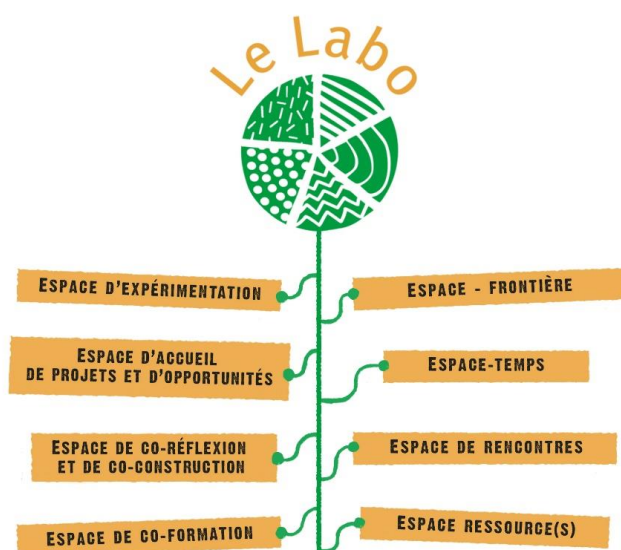 Le Labo
ESPACE D'EXPÉRIMENTATION
ESPACE - FRONTIÈRE
ESPACE D'ACCUEIL
DE PROJETS ET D'OPPORTUNITÉS
ESPACE-TEMPS
ESPACE DE CO-RÉFLEXION
ET DE CO-CONSTRUCTION
ESPACE DE RENCONTRES
ESPACE DE CO-FORMATION
ESPACE RESSOURCE(S)